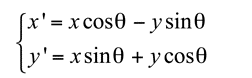 x' = x cosθ − y sinθ
y' = x sinθ + y cosθ